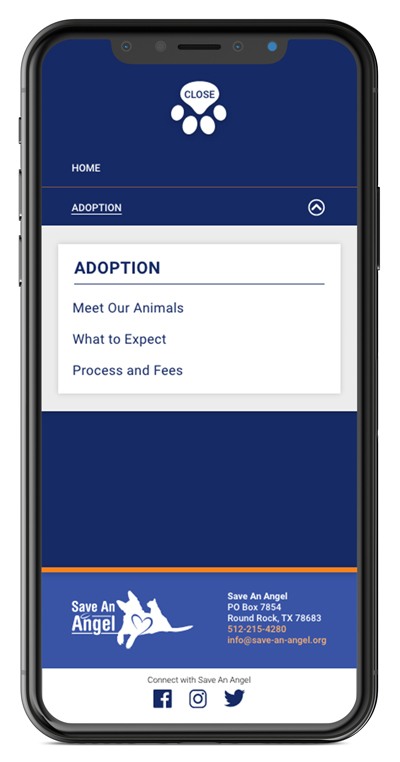 CLOSE
HOME
ADOPTION
ADOPTION
Meet Our Animals
What to Expect
Process and Fees
Save An
Angel
Save An Angel
PO Box 7854
Round Rock, TX 78683
512-215-4280
info@save-an-angel.org
Connect with Save An Angel